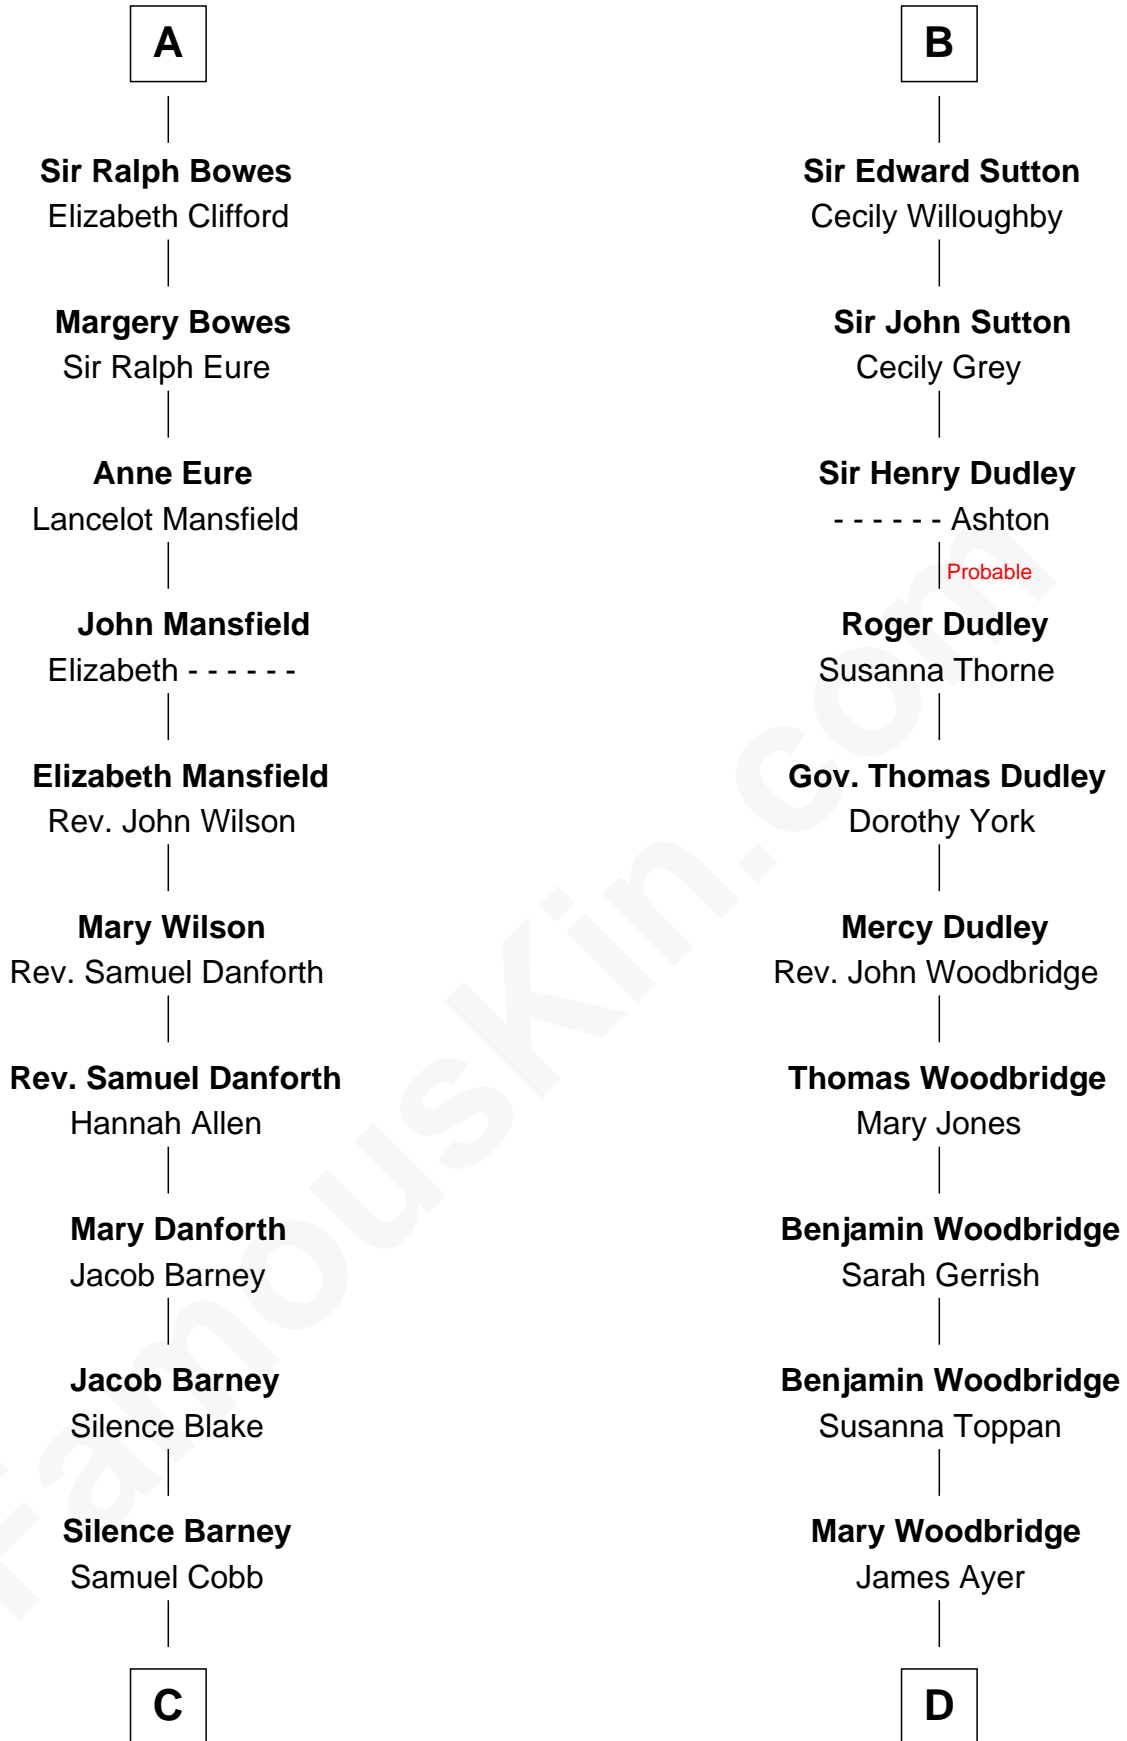 A
Sir Ralph Bowes
Elizabeth Clifford
Margery Bowes
Sir Ralph Eure
Anne Eure
Lancelot Mansfield
John Mansfield
Elizabeth - - - - - -
Elizabeth Mansfield
Rev. John Wilson
Mary Wilson
Rev. Samuel Danforth
Rev. Samuel Danforth
Hannah Allen
Mary Danforth
Jacob Barney
Jacob Barney
Silence Blake
Silence Barney
Samuel Cobb
C
B
Sir Edward Sutton
Cecily Willoughby
Sir John Sutton
Cecily Grey
Sir Henry Dudley
- - - - - - Ashton
Probable
Roger Dudley
Susanna Thorne
Gov. Thomas Dudley
Dorothy York
Mercy Dudley
Rev. John Woodbridge
Thomas Woodbridge
Mary Jones
Benjamin Woodbridge
Sarah Gerrish
Benjamin Woodbridge
Susanna Toppan
Mary Woodbridge
James Ayer
D
FamousKin.com